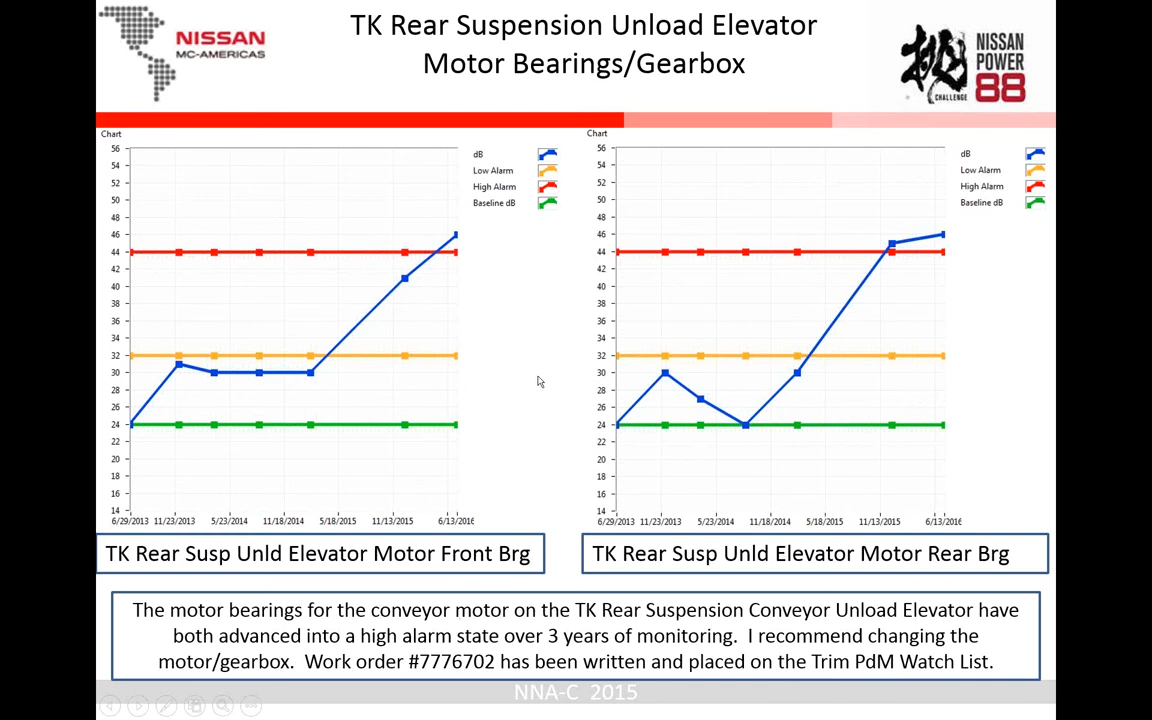 NISSAN
MC-AMERICAS
TK Rear Suspension Unload Elevator
Motor Bearings/Gearbox
挑
CHALLENGE
NISSAN
POWER
88
Chart
56
54
52
50
48
46
44
42
40
38
36
34
32
30
28
26
24
22
20
18
16
14
6/29/2013 11/23/2013 5/23/2014 11/18/2014 5/18/2015 11/13/2015 6/13/2016
dB
Low Alarm
High Alarm
Baseline dB
Chart
56
54
52
50
48
46
44
42
40
38
36
34
32
30
28
26
24
22
20
18
16
14
6/29/2013 11/23/2013 5/23/2014 11/18/2014 5/18/2015 11/13/2015 6/13/2016
dB
Low Alarm
High Alarm
Baseline dB
TK Rear Susp Unld Elevator Motor Front Brg
TK Rear Susp Unld Elevator Motor Rear Brg
The motor bearings for the conveyor motor on the TK Rear Suspension Conveyor Unload Elevator have
both advanced into a high alarm state over 3 years of monitoring. I recommend changing the
motor/gearbox. Work order #7776702 has been written and placed on the Trim PdM Watch List.
NNA-C 2015